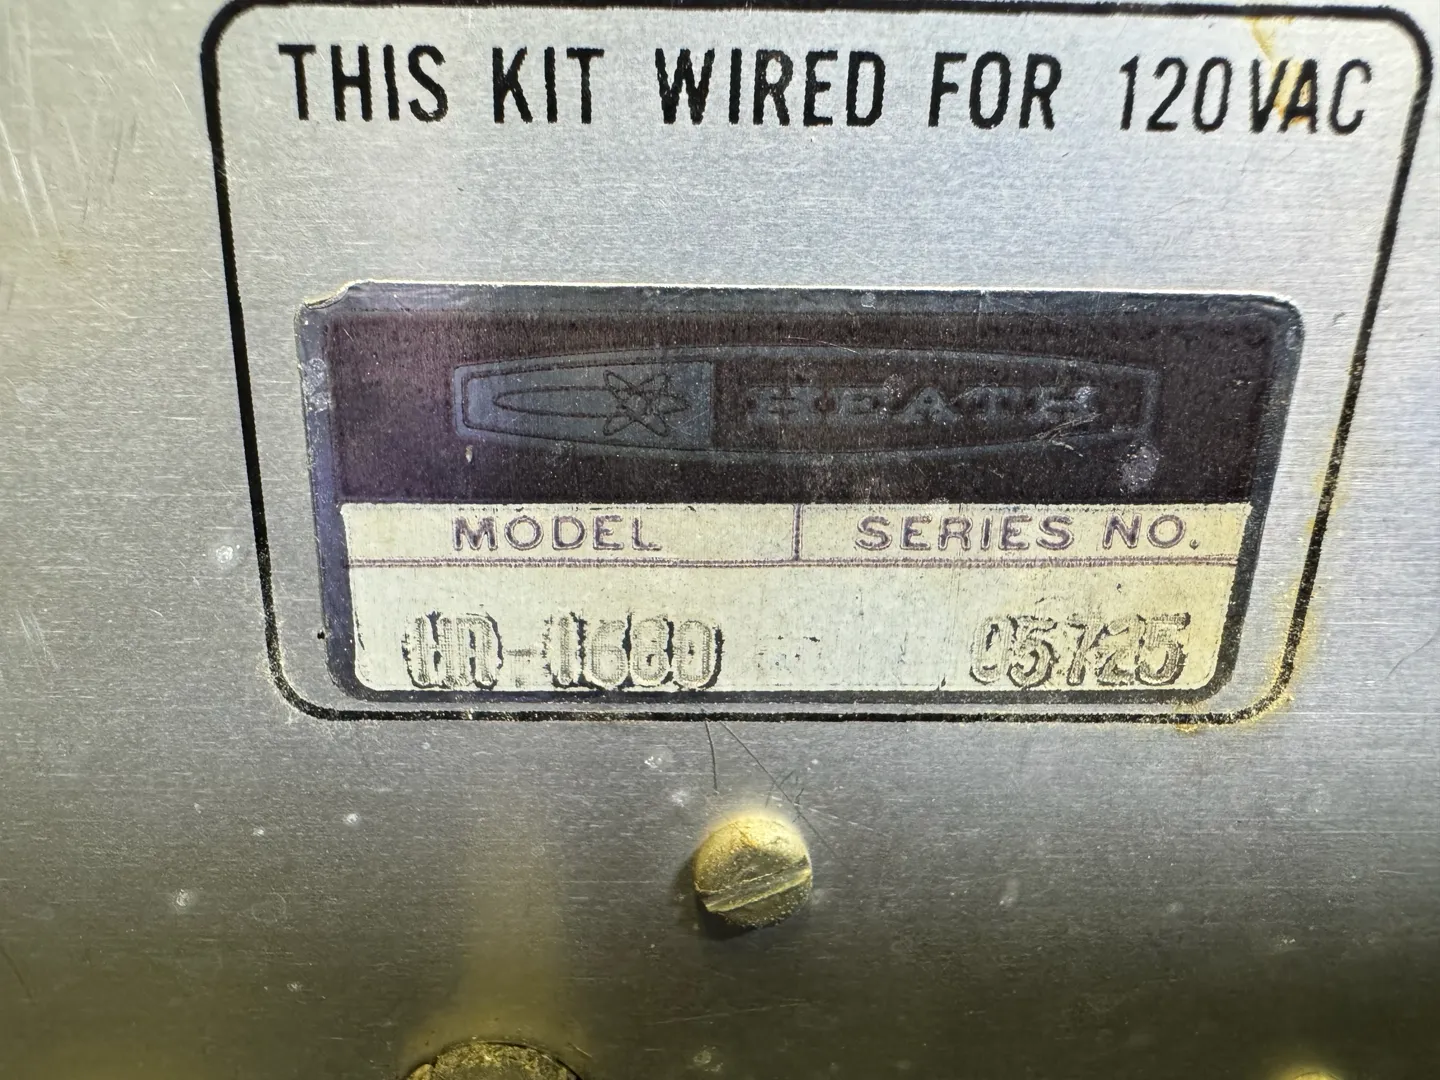 THIS KIT WIRED FOR 120VAC
HEATH
MODEL SERIES NO.
HR-1680 05725